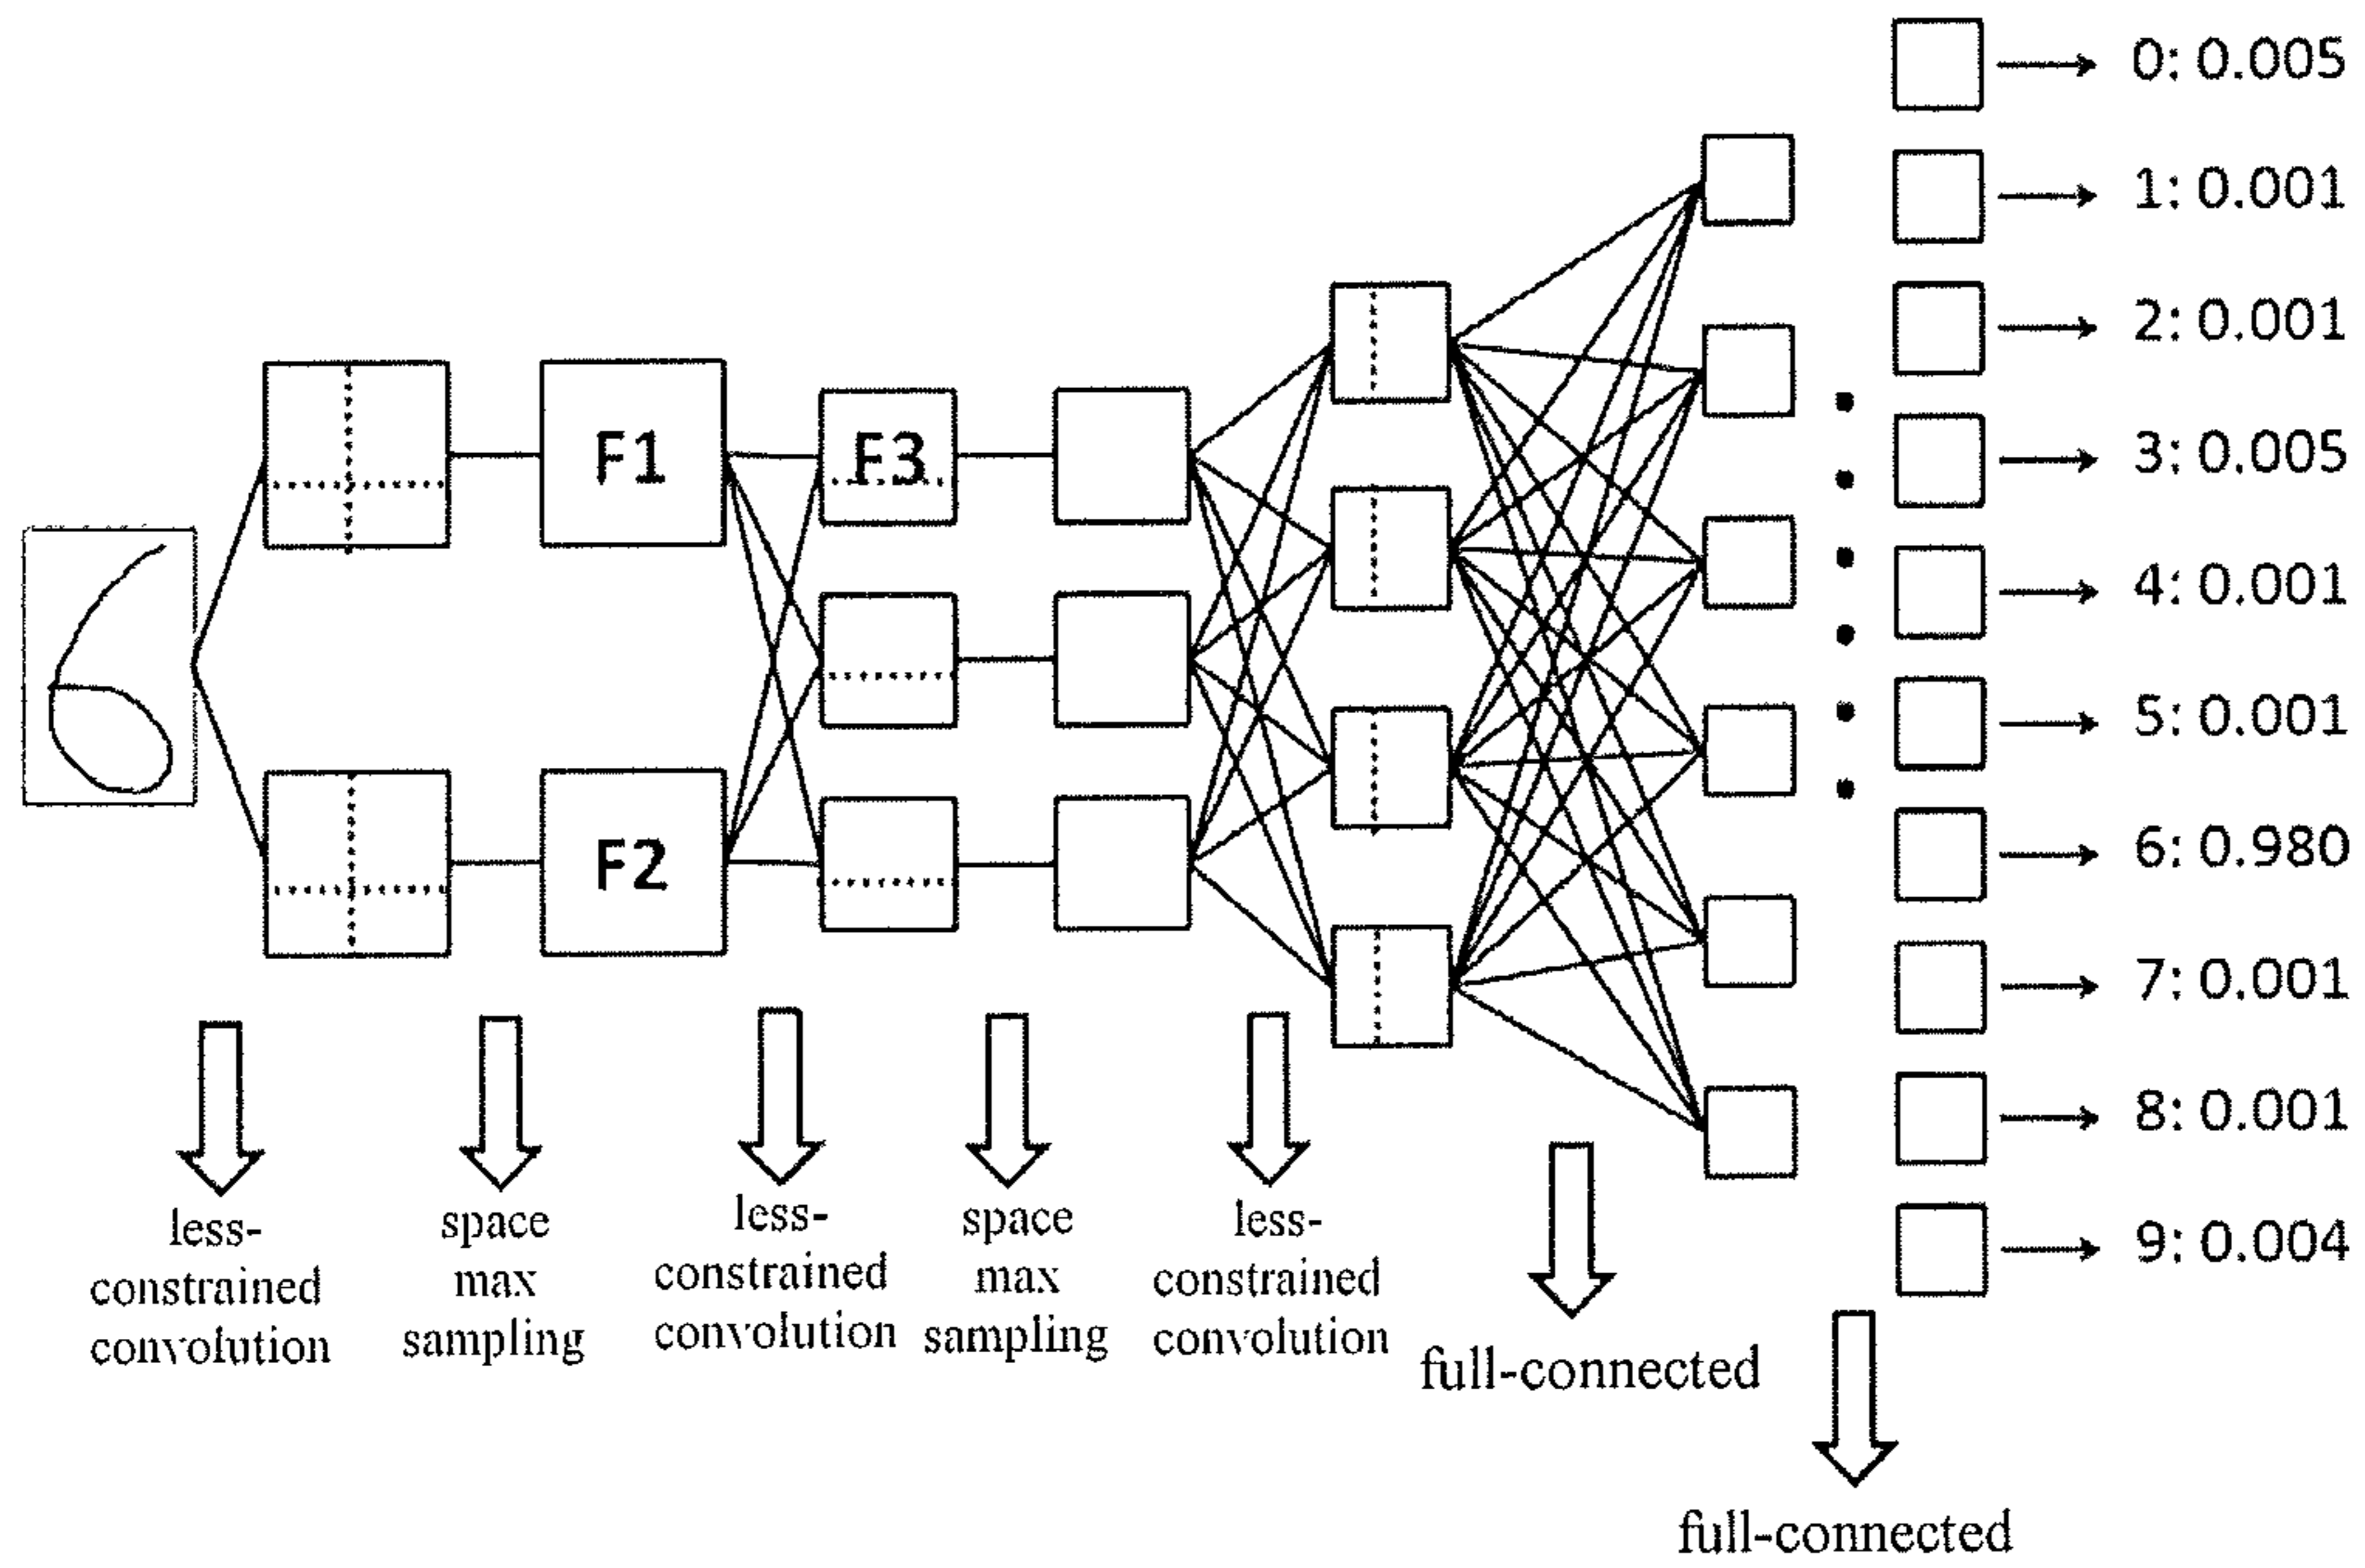 0: 0.005
1: 0.001
2: 0.001
3: 0.005
4: 0.001
5: 0.001
6: 0.980
7: 0.001
8: 0.001
9: 0.004
F1
F3
F2
6
less-
constrained
convolution
space
max
sampling
less-
constrained
convolution
space
max
sampling
less-
constrained
convolution
full-connected
full-connected